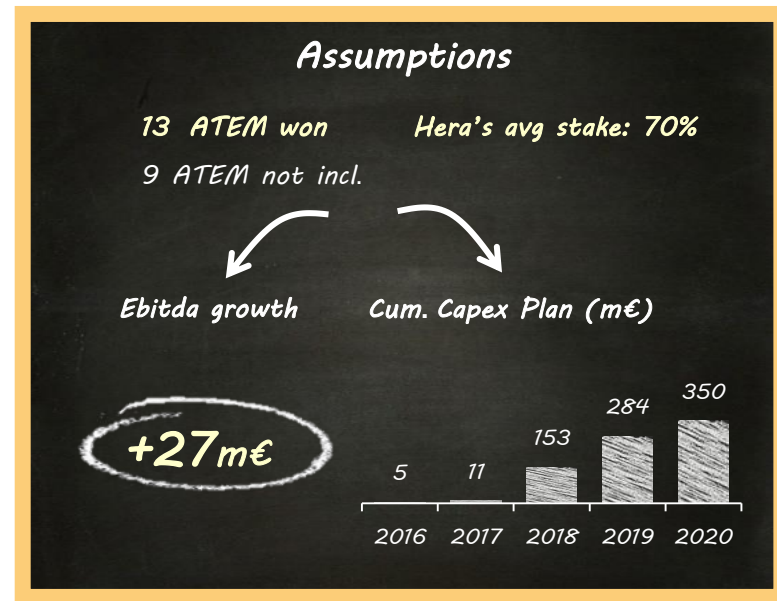 Assumptions
13 ATEM won
Hera's avg stake: 70%
9 ATEM not incl.
Ebitda growth
Cum. Capex Plan (m€)
+27m€
5 11 153 284 350
2016 2017 2018 2019 2020